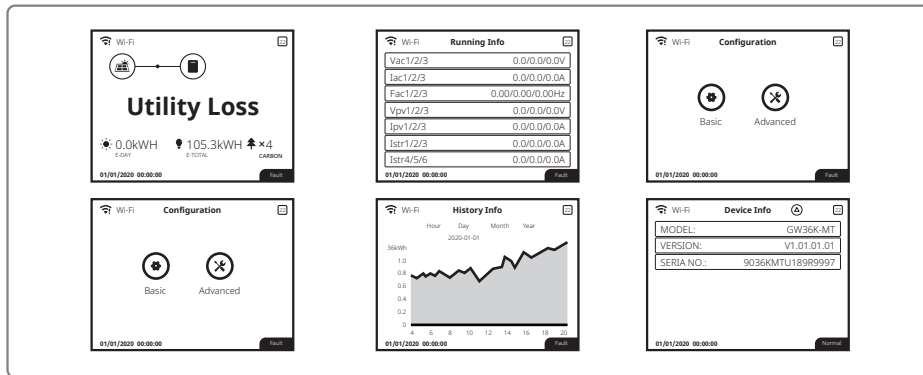 Wi-Fi 22
Utility Loss
0.0kWH 105.3kWH ×4
E-DAY E-TOTAL CARBON
01/01/2020 00:00:00 Fault
Wi-Fi Running Info 22
Vac1/2/3 0.0/0.0/0.0V
Iac1/2/3 0.0/0.0/0.0A
Fac1/2/3 0.00/0.00/0.00Hz
Vpv1/2/3 0.0/0.0/0.0V
Ipv1/2/3 0.0/0.0/0.0A
Istr1/2/3 0.0/0.0/0.0A
Istr4/5/6 0.0/0.0/0.0A
01/01/2020 00:00:00 Fault
Wi-Fi Configuration 22
Basic Advanced
01/01/2020 00:00:00 Fault
Wi-Fi Configuration 22
Basic Advanced
01/01/2020 00:00:00 Fault
Wi-Fi History Info 22
Hour Day Month Year
2020-01-01
36kWh
1.0
0.8
0.6
0.4
0.2
0
4 6 8 10 12 14 16 18 20
01/01/2020 00:00:00 Fault
Wi-Fi Device Info 22
MODEL: GW36K-MT
VERSION: V1.01.01.01
SERIA NO.: 9036KMTU189R9997
01/01/2020 00:00:00 Normal